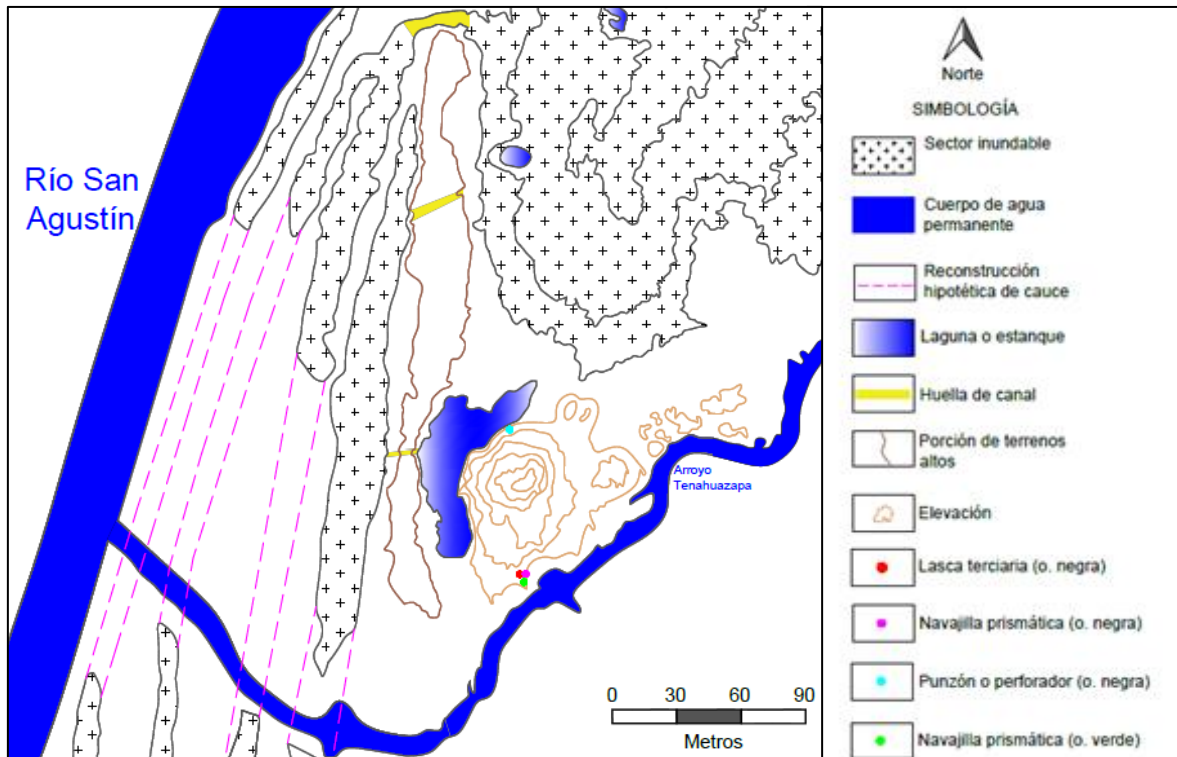 Río San
Agustín
Arroyo
Tenahuazapa
0 30 60 90
Metros
Norte
SIMBOLOGÍA
Sector inundable
Cuerpo de agua
permanente
Reconstrucción
hipotética de cauce
Laguna o estanque
Huella de canal
Porción de terrenos
altos
Elevación
Lasca terciaria (o. negra)
Navajilla prismática (o. negra)
Punzón o perforador (o. negra)
Navajilla prismática (o. verde)